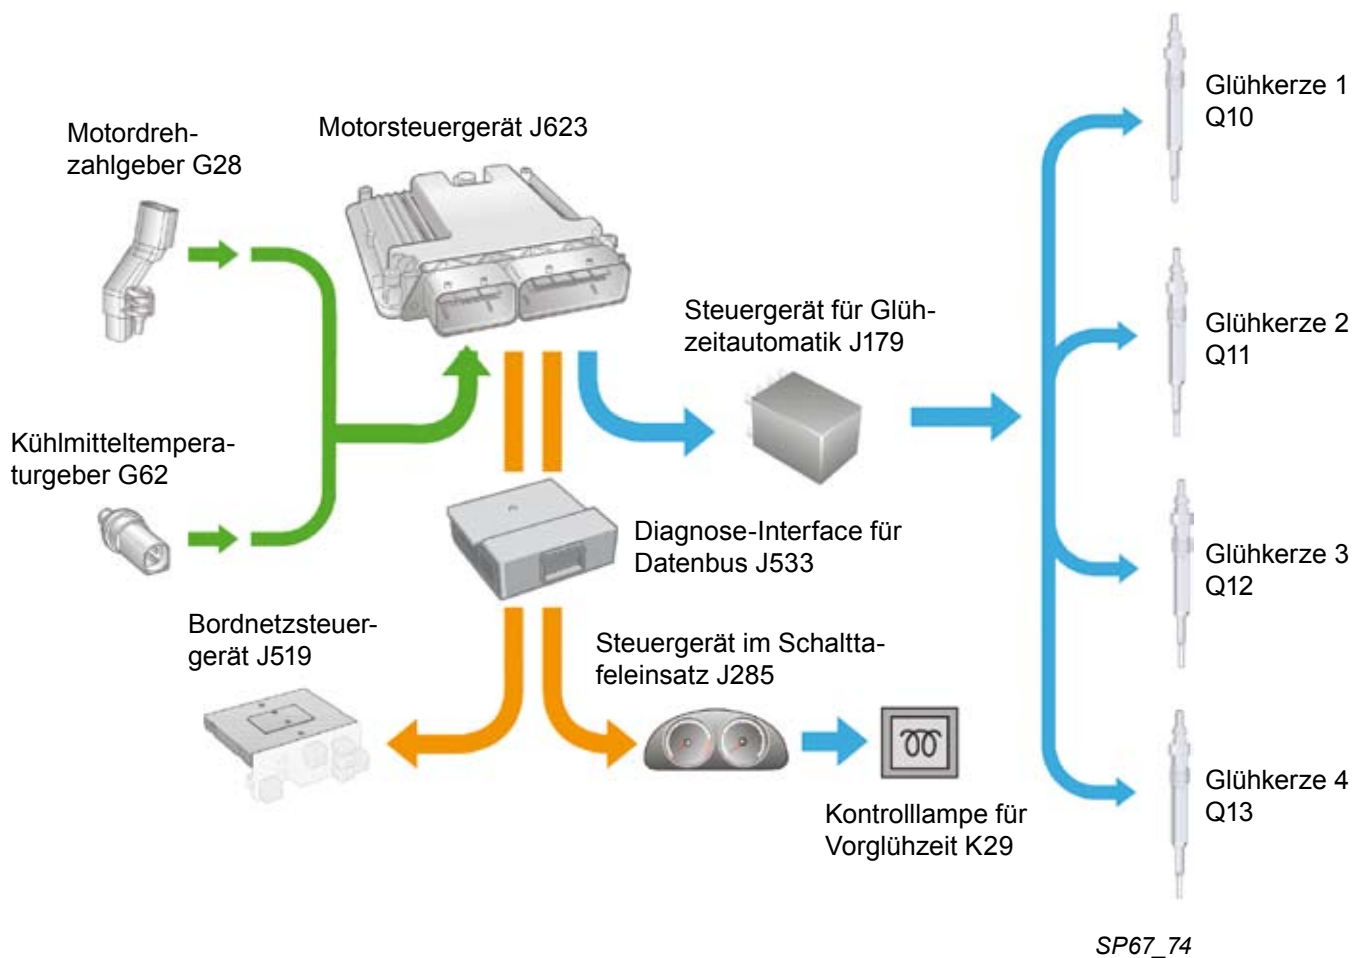 Glühkerze 1
Q10
Motordreh-
zahlgeber G28
Motorsteuergerät J623
Steuergerät für Glüh-
zeitautomatik J179
Glühkerze 2
Q11
Kühlmitteltempera-
turgeber G62
Diagnose-Interface für
Datenbus J533
Glühkerze 3
Q12
Bordnetzsteuer-
gerät J519
Steuergerät im Schaltta-
feleinsatz J285
Kontrolllampe für
Vorglühzeit K29
Glühkerze 4
Q13
SP67_74